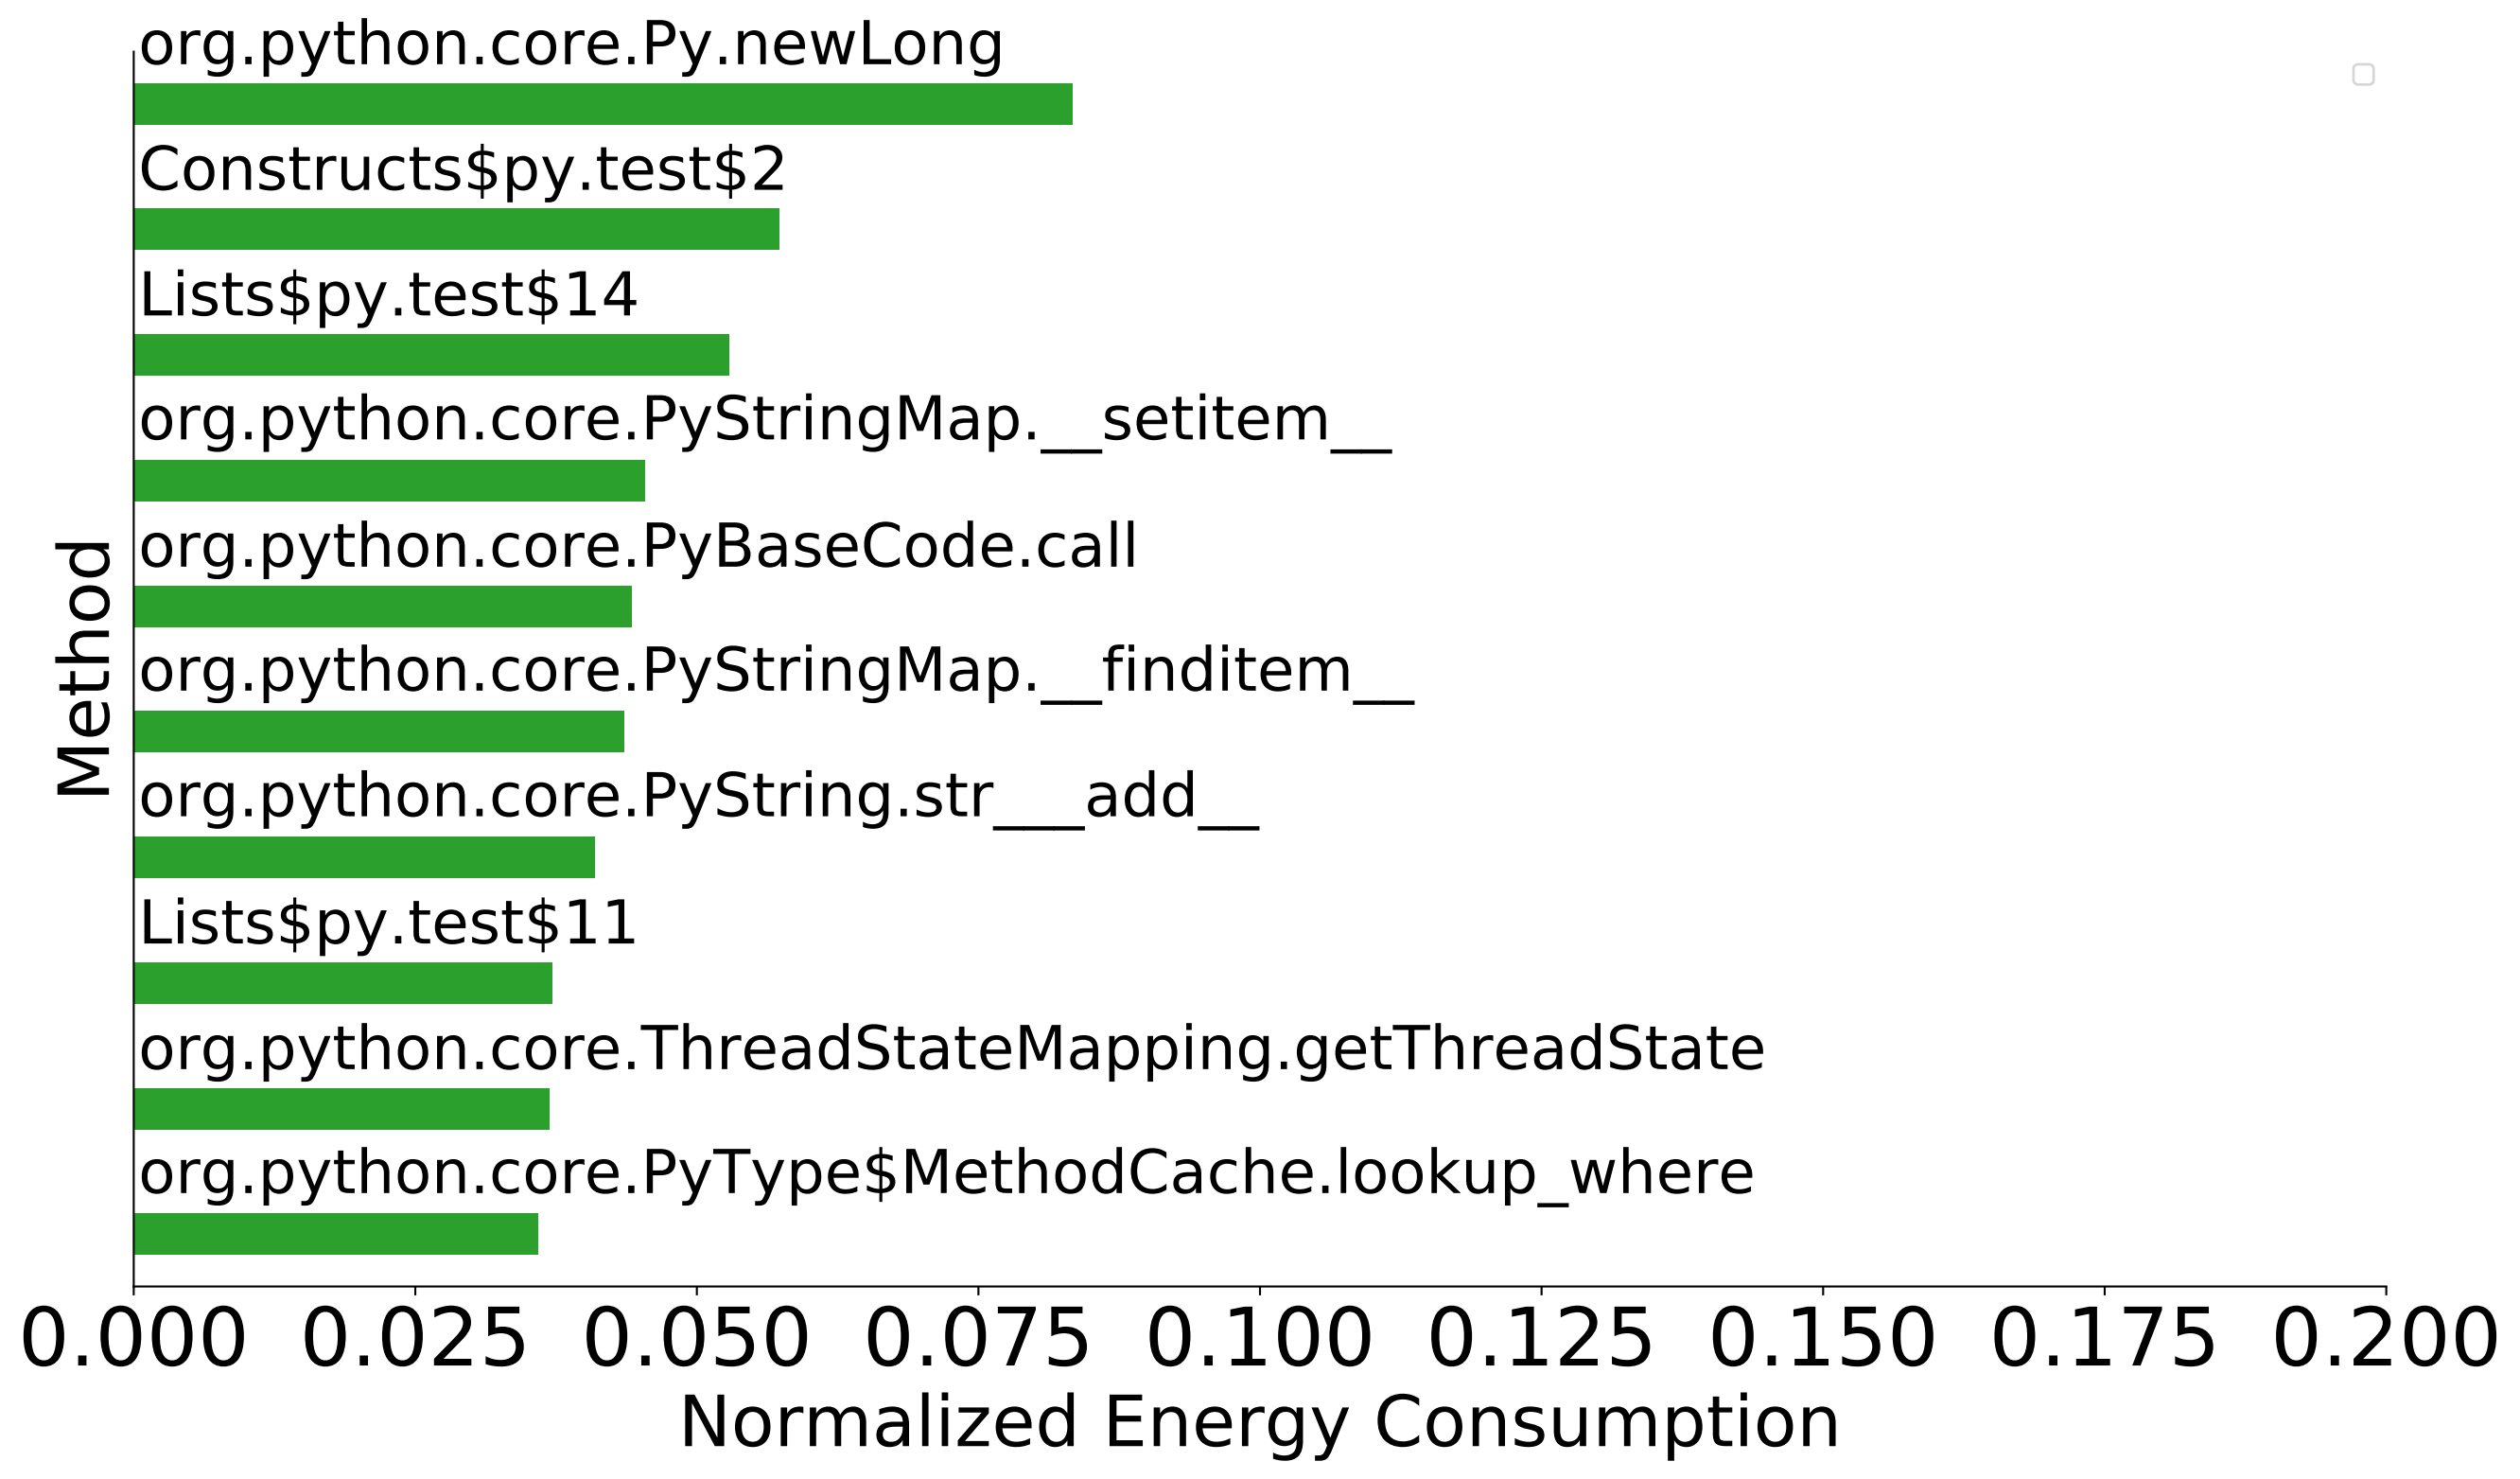 org.python.core.Py.newLong
Constructs$py.test$2
Lists$py.test$14
org.python.core.PyStringMap.__setitem__
org.python.core.PyBaseCode.call
org.python.core.PyStringMap.__finditem__
org.python.core.PyString.str___add__
Lists$py.test$11
org.python.core.ThreadStateMapping.getThreadState
org.python.core.PyType$MethodCache.lookup_where
Method
0.000 0.025 0.050 0.075 0.100 0.125 0.150 0.175 0.200
Normalized Energy Consumption